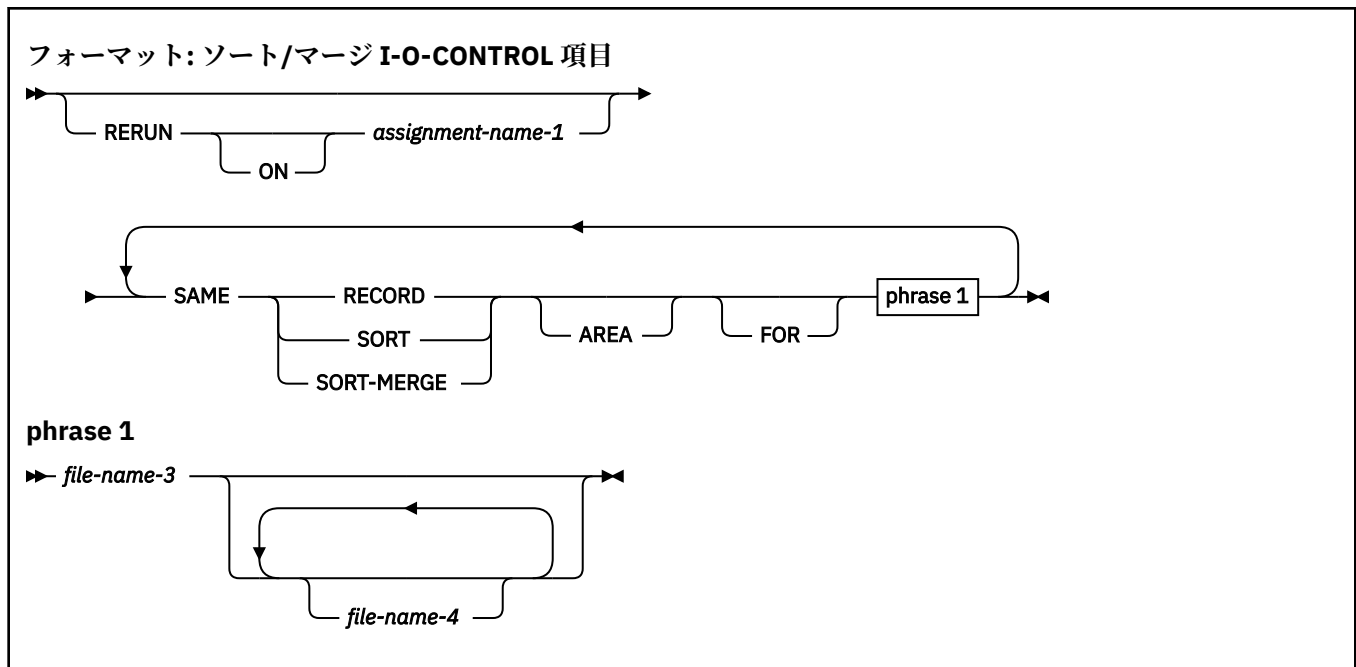 フォーマット: ソート/マージ I-O-CONTROL 項目
RERUN assignment-name-1
ON
SAME RECORD phrase 1
SORT AREA FOR
SORT-MERGE
phrase 1
file-name-3
file-name-4